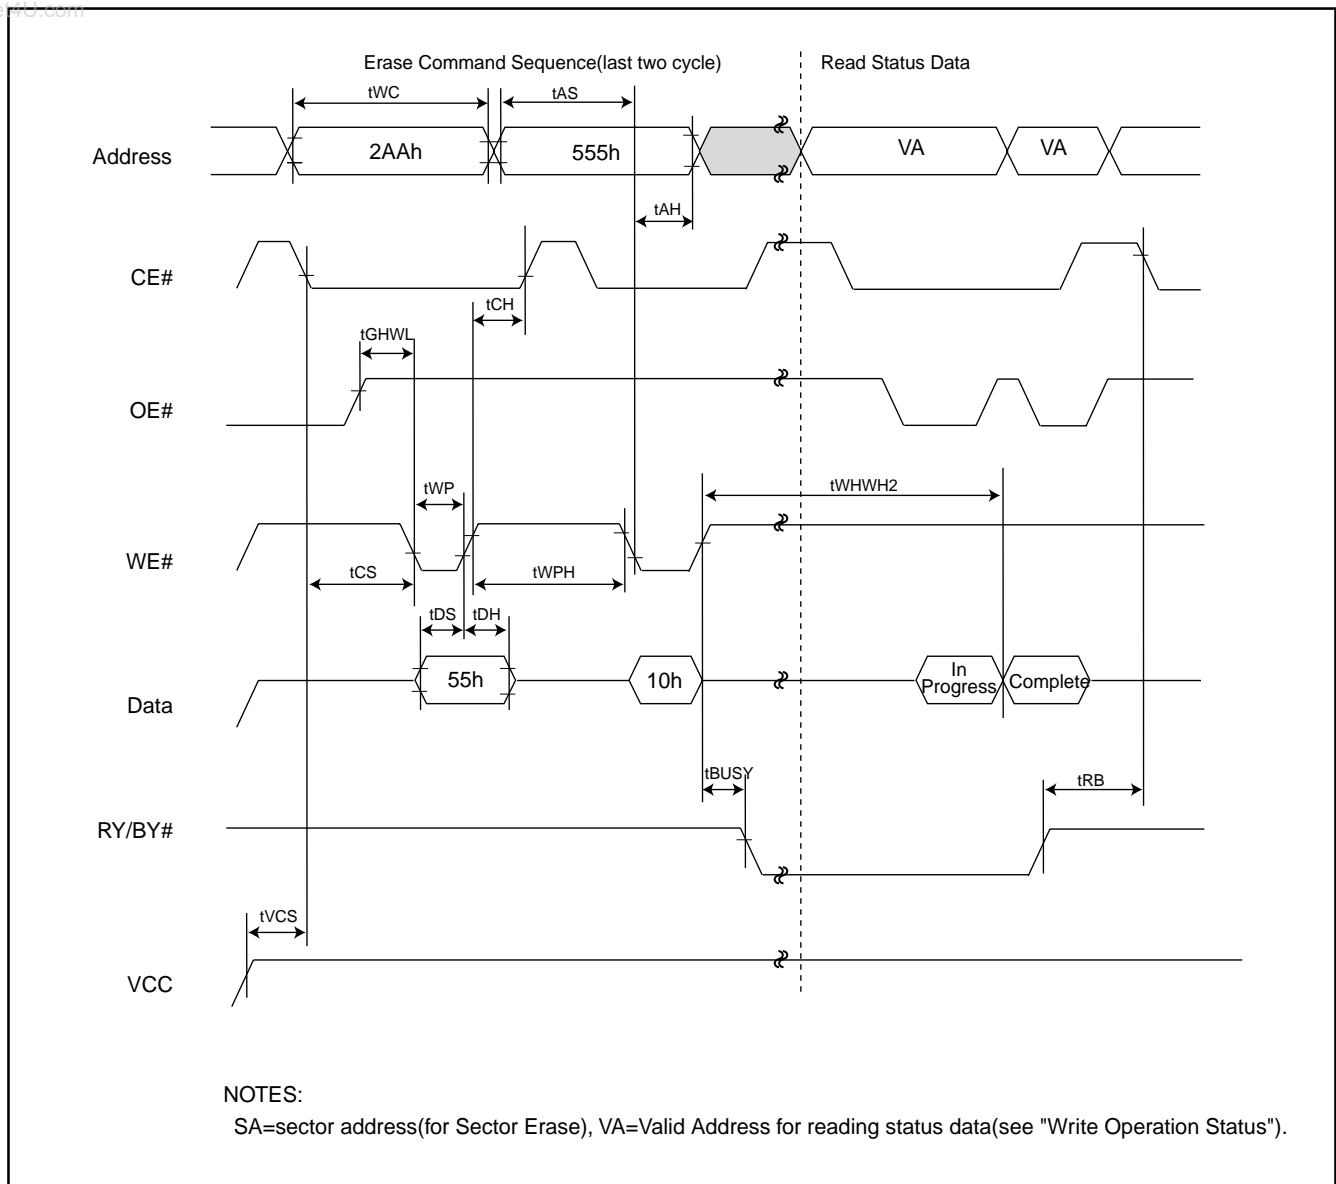 et4U.com
Erase Command Sequence(last two cycle)
Read Status Data
tWC
tAS
Address
2AAh
555h
VA
VA
tAH
CE#
tCH
tGHWL
OE#
tWP
tWHWH2
WE#
tCS
tWPH
tDS
tDH
Data
55h
10h
In
Progress
Complete
tBUSY
tRB
RY/BY#
tVCS
VCC
NOTES:
SA=sector address(for Sector Erase), VA=Valid Address for reading status data(see "Write Operation Status").